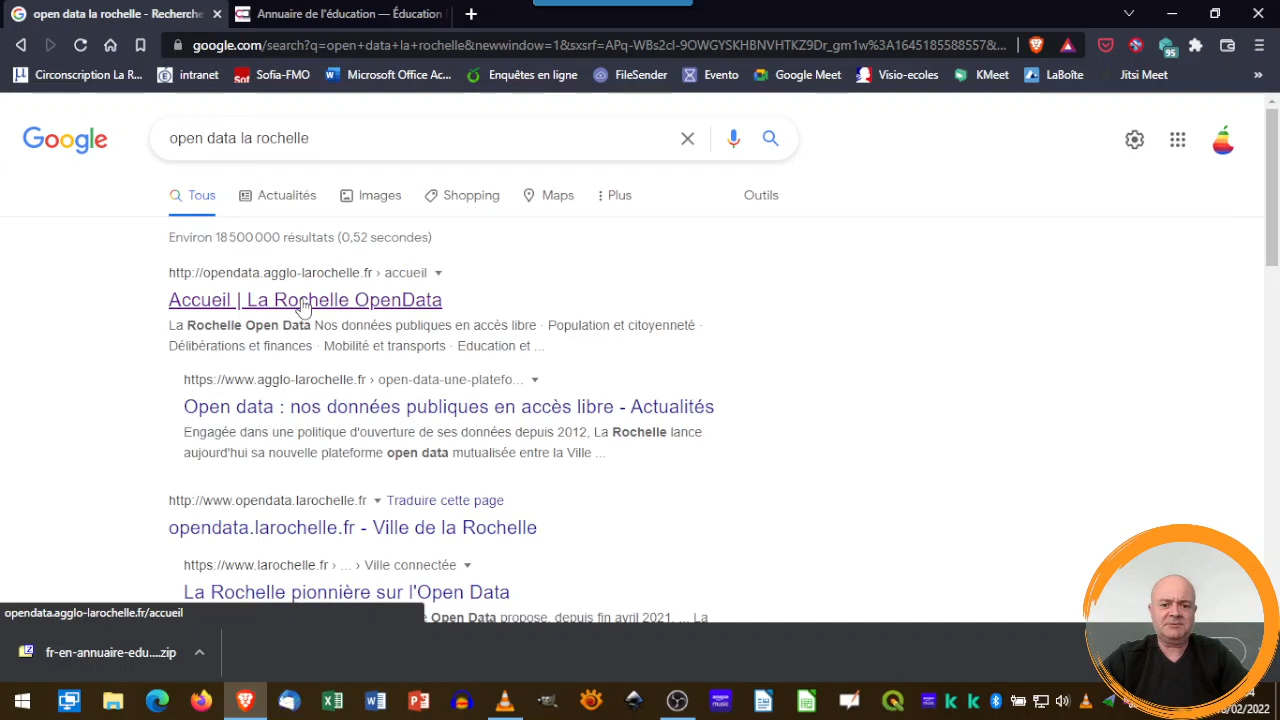 open data la rochelle - Recherche
Annuaire de l'éducation — Éducation
google.com/search?q=open+data+la+rochelle&newwindow=1&sxsrf=APq-WBs2cl-9OWGYSKHBNVHTKZ9Dr_gm1w%3A1645185588557&...
95
Circonscription La R...
intranet
Sofia-FMO
Microsoft Office Ac...
Enquêtes en ligne
FileSender
Evento
Google Meet
Visio-ecoles
KMeet
LaBoîte
Jitsi Meet
Google
open data la rochelle
Tous
Actualités
Images
Shopping
Maps
Plus
Outils
Environ 18 500 000 résultats (0,52 secondes)
http://opendata.agglo-larochelle.fr › accueil
Accueil | La Rochelle OpenData
La Rochelle Open Data Nos données publiques en accès libre · Population et citoyenneté ·
Délibérations et finances · Mobilité et transports · Education et ...
https://www.agglo-larochelle.fr › open-data-une-platefo...
Open data : nos données publiques en accès libre - Actualités
Engagée dans une politique d'ouverture de ses données depuis 2012, La Rochelle lance
aujourd'hui sa nouvelle plateforme open data mutualisée entre la Ville ...
http://www.opendata.larochelle.fr
Traduire cette page
opendata.larochelle.fr - Ville de la Rochelle
https://www.larochelle.fr › ... › Ville connectée
La Rochelle pionnière sur l'Open Data
Open Data propose, depuis fin avril 2021, ... La
opendata.agglo-larochelle.fr/accueil
fr-en-annuaire-edu....zip
/02/2022